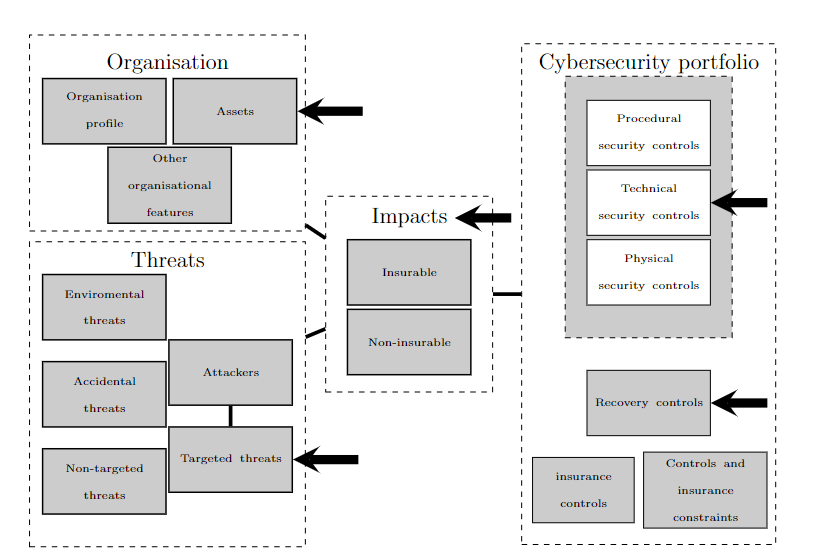 Organisation
Organisation
profile
Assets
Other
organisational
features
Threats
Enviromental
threats
Accidental
threats
Non-targeted
threats
Attackers
Targeted threats
Impacts
Insurable
Non-insurable
Cybersecurity portfolio
Procedural
security controls
Technical
security controls
Physical
security controls
Recovery controls
insurance
controls
Controls and
insurance
constraints